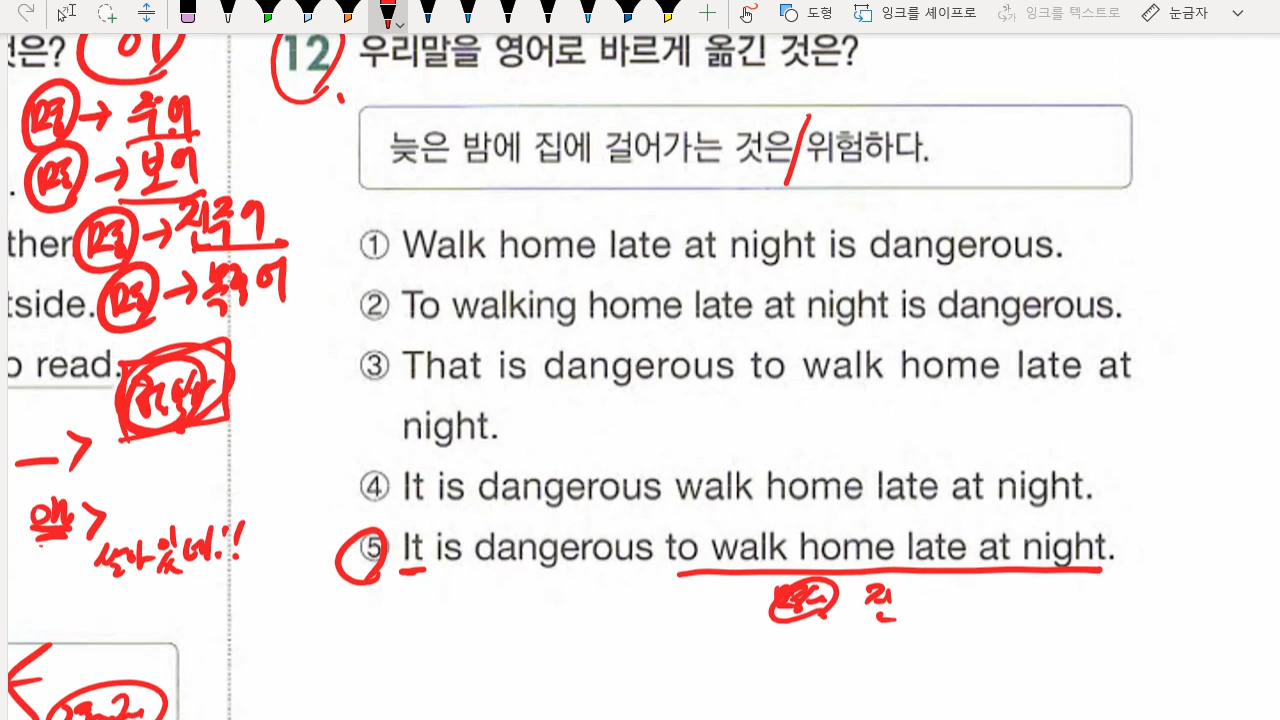 도형
잉크를 셰이프로
잉크를 텍스트로
눈금자
것은?
12 우리말을 영어로 바르게 옮긴 것은?
→ 주어
→ 보어
→ 진주어
→ 목적어
ther
tside.
o read.
→
왜 >
살아있네!!
늦은 밤에 집에 걸어가는 것은/위험하다.
① Walk home late at night is dangerous.
② To walking home late at night is dangerous.
③ That is dangerous to walk home late at
night.
④ It is dangerous walk home late at night.
⑤ It is dangerous to walk home late at night.
진